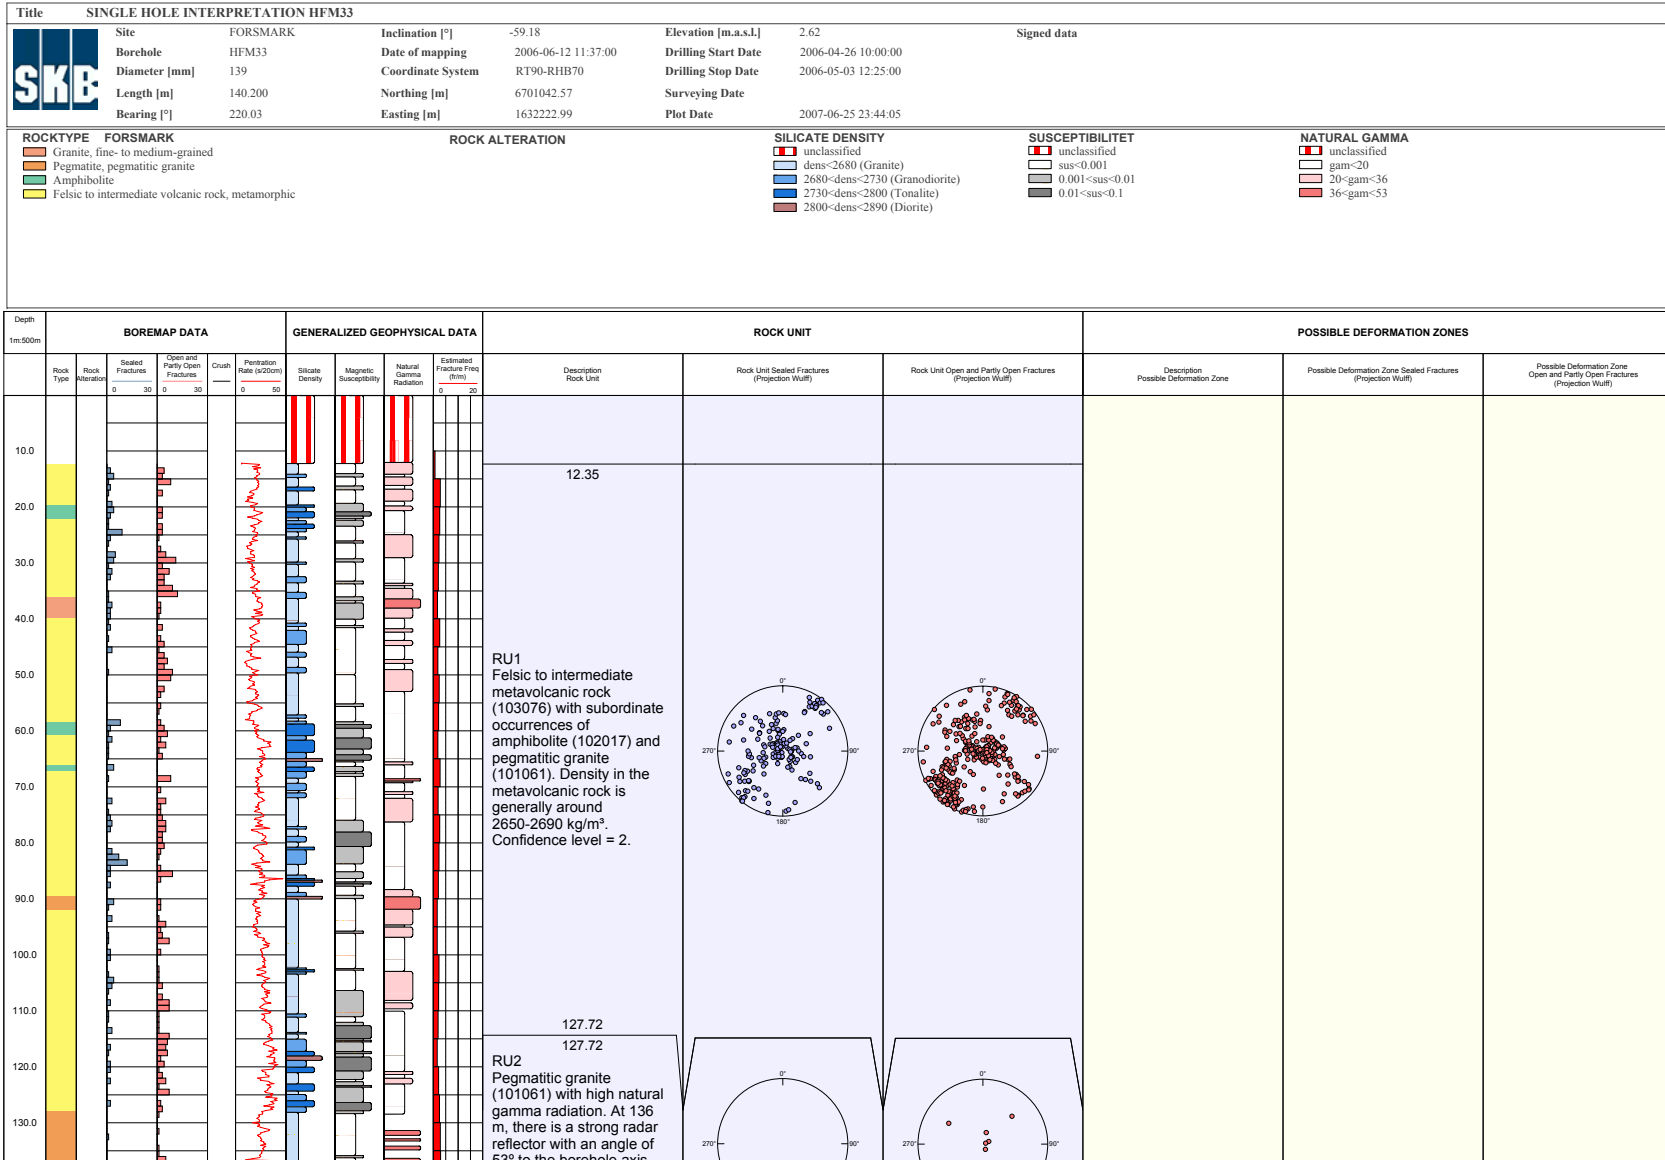 Title SINGLE HOLE INTERPRETATION HFM33
SKB
Site FORSMARK Inclination [°] -59.18 Elevation [m.a.s.l.] 2.62 Signed data
Borehole HFM33 Date of mapping 2006-06-12 11:37:00 Drilling Start Date 2006-04-26 10:00:00
Diameter [mm] 139 Coordinate System RT90-RHB70 Drilling Stop Date 2006-05-03 12:25:00
Length [m] 140.200 Northing [m] 6701042.57 Surveying Date
Bearing [°] 220.03 Easting [m] 1632222.99 Plot Date 2007-06-25 23:44:05
ROCKTYPE FORSMARK ROCK ALTERATION SILICATE DENSITY SUSCEPTIBILITET NATURAL GAMMA
Granite, fine- to medium-grained unclassified unclassified unclassified
Pegmatite, pegmatitic granite dens<2680 (Granite) sus<0.001 gam<20
Amphibolite 2680<dens<2730 (Granodiorite) 0.001<sus<0.01 20<gam<36
Felsic to intermediate volcanic rock, metamorphic 2730<dens<2800 (Tonalite) 0.01<sus<0.1 36<gam<53
2800<dens<2890 (Diorite)
Depth
1m:500m
BOREMAP DATA GENERALIZED GEOPHYSICAL DATA ROCK UNIT POSSIBLE DEFORMATION ZONES
Rock Type
Rock Alteration
Sealed Fractures
0 30
Open and Partly Open Fractures
0 30
Crush
Pentration Rate (s/20cm)
0 50
Silicate Density
Magnetic Susceptibility
Natural Gamma Radiation
Estimated Fracture Freq (fr/m)
0 20
Description
Rock Unit
Rock Unit Sealed Fractures
(Projection Wulff)
Rock Unit Open and Partly Open Fractures
(Projection Wulff)
Description
Possible Deformation Zone
Possible Deformation Zone Sealed Fractures
(Projection Wulff)
Possible Deformation Zone
Open and Partly Open Fractures
(Projection Wulff)
10.0
20.0
30.0
40.0
50.0
60.0
70.0
80.0
90.0
100.0
110.0
120.0
130.0
12.35
RU1
Felsic to intermediate
metavolcanic rock
(103076) with subordinate
occurrences of
amphibolite (102017) and
pegmatitic granite
(101061). Density in the
metavolcanic rock is
generally around
2650-2690 kg/m³.
Confidence level = 2.
0°
90°
180°
270°
0°
90°
180°
270°
127.72
127.72
RU2
Pegmatitic granite
(101061) with high natural
gamma radiation. At 136
m, there is a strong radar
reflector with an angle of
53° to the borehole axis
0°
90°
270°
0°
90°
270°